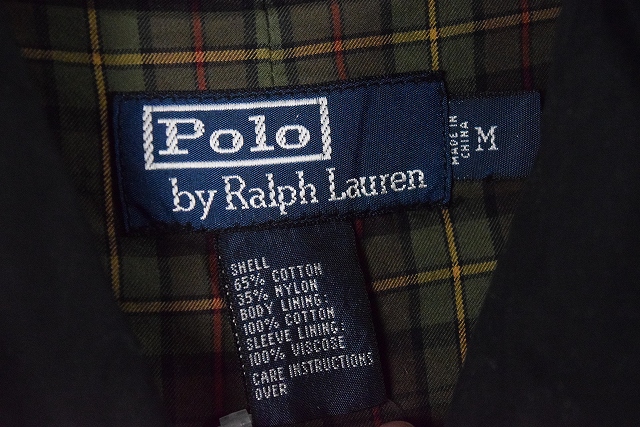 Polo
by Ralph Lauren
MADE IN
CHINA
M
SHELL
65% COTTON
35% NYLON
BODY LINING:
100% COTTON
SLEEVE LINING:
100% VISCOSE
CARE INSTRUCTIONS
OVER